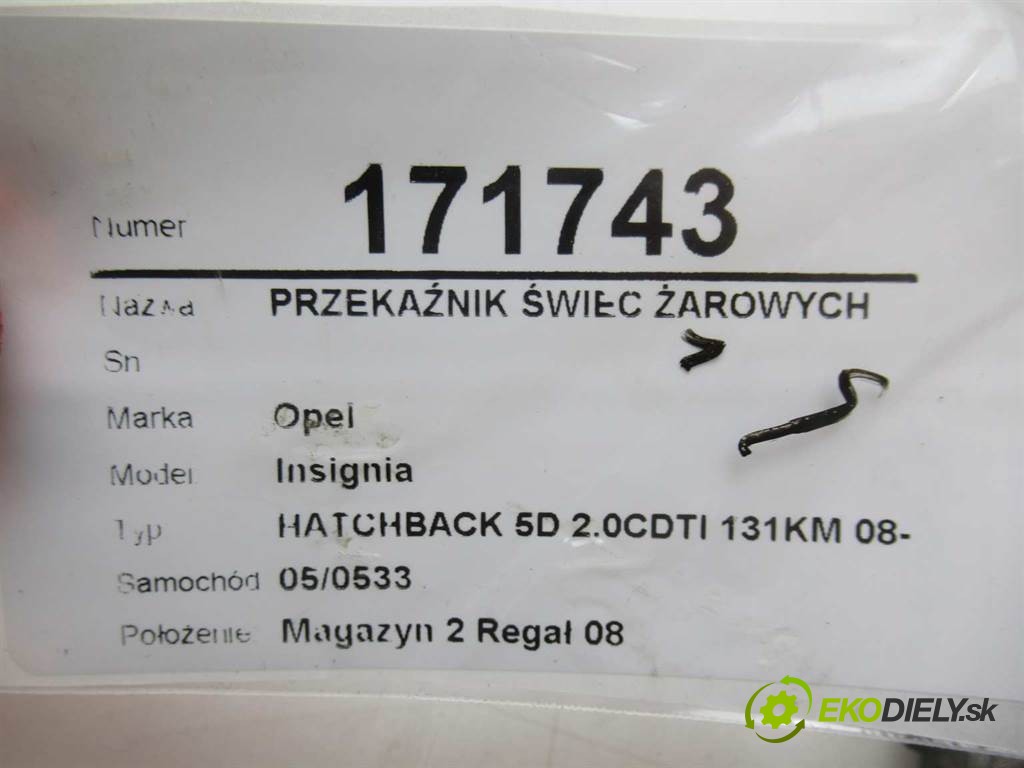 Numer 171743
Nazwa PRZEKAŹNIK ŚWIEC ŻAROWYCH
Sn
Marka Opel
Model Insignia
Typ HATCHBACK 5D 2.0CDTI 131KM 08-
Samochód 05/0533
Położenie Magazyn 2 Regał 08
EKODIELY.sk